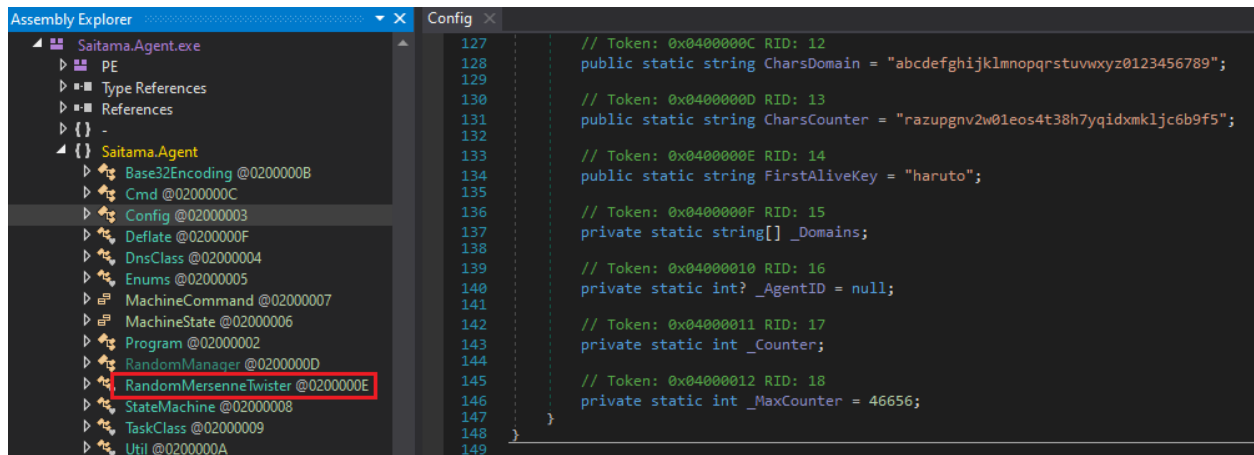 Assembly Explorer
Saitama.Agent.exe
PE
Type References
References
{ } -
{ } Saitama.Agent
Base32Encoding @0200000B
Cmd @0200000C
Config @02000003
Deflate @0200000F
DnsClass @02000004
Enums @02000005
MachineCommand @02000007
MachineState @02000006
Program @02000002
RandomManager @0200000D
RandomMersenneTwister @0200000E
StateMachine @02000008
TaskClass @02000009
Util @0200000A
Config
127 // Token: 0x0400000C RID: 12
128 public static string CharsDomain = "abcdefghijklmnopqrstuvwxyz0123456789";
129
130 // Token: 0x0400000D RID: 13
131 public static string CharsCounter = "razupgnv2w01eos4t38h7yqidxmkljc6b9f5";
132
133 // Token: 0x0400000E RID: 14
134 public static string FirstAliveKey = "haruto";
135
136 // Token: 0x0400000F RID: 15
137 private static string[] _Domains;
138
139 // Token: 0x04000010 RID: 16
140 private static int? _AgentID = null;
141
142 // Token: 0x04000011 RID: 17
143 private static int _Counter;
144
145 // Token: 0x04000012 RID: 18
146 private static int _MaxCounter = 46656;
147 }
148 }
149